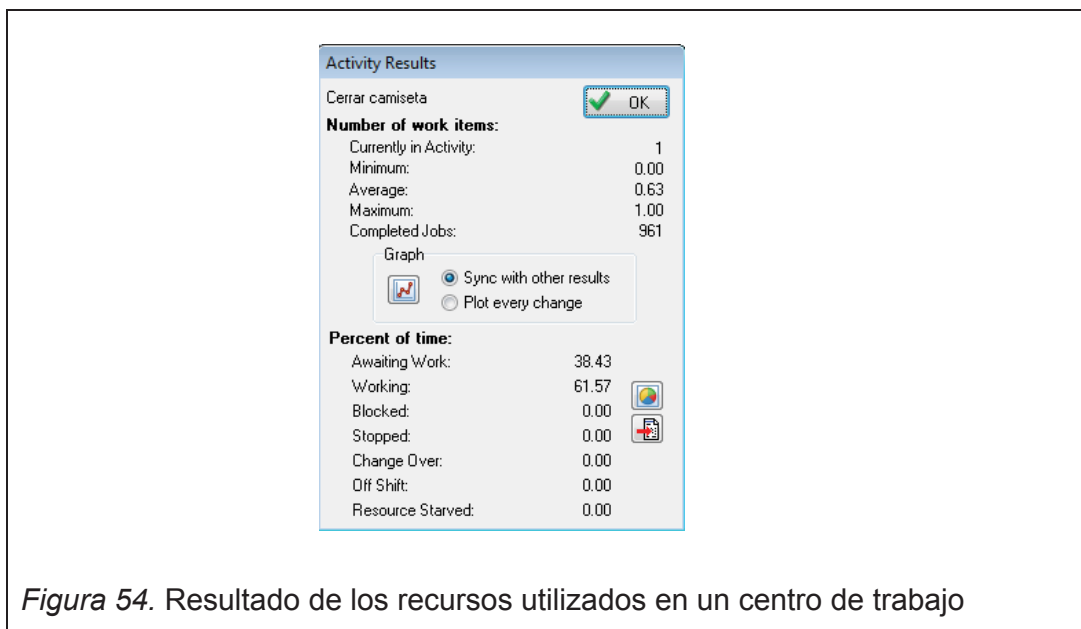 Activity Results
Cerrar camiseta OK
Number of work items:
Currently in Activity: 1
Minimum: 0.00
Average: 0.63
Maximum: 1.00
Completed Jobs: 961
Graph
Sync with other results
Plot every change
Percent of time:
Awaiting Work: 38.43
Working: 61.57
Blocked: 0.00
Stopped: 0.00
Change Over: 0.00
Off Shift: 0.00
Resource Starved: 0.00
Figura 54. Resultado de los recursos utilizados en un centro de trabajo